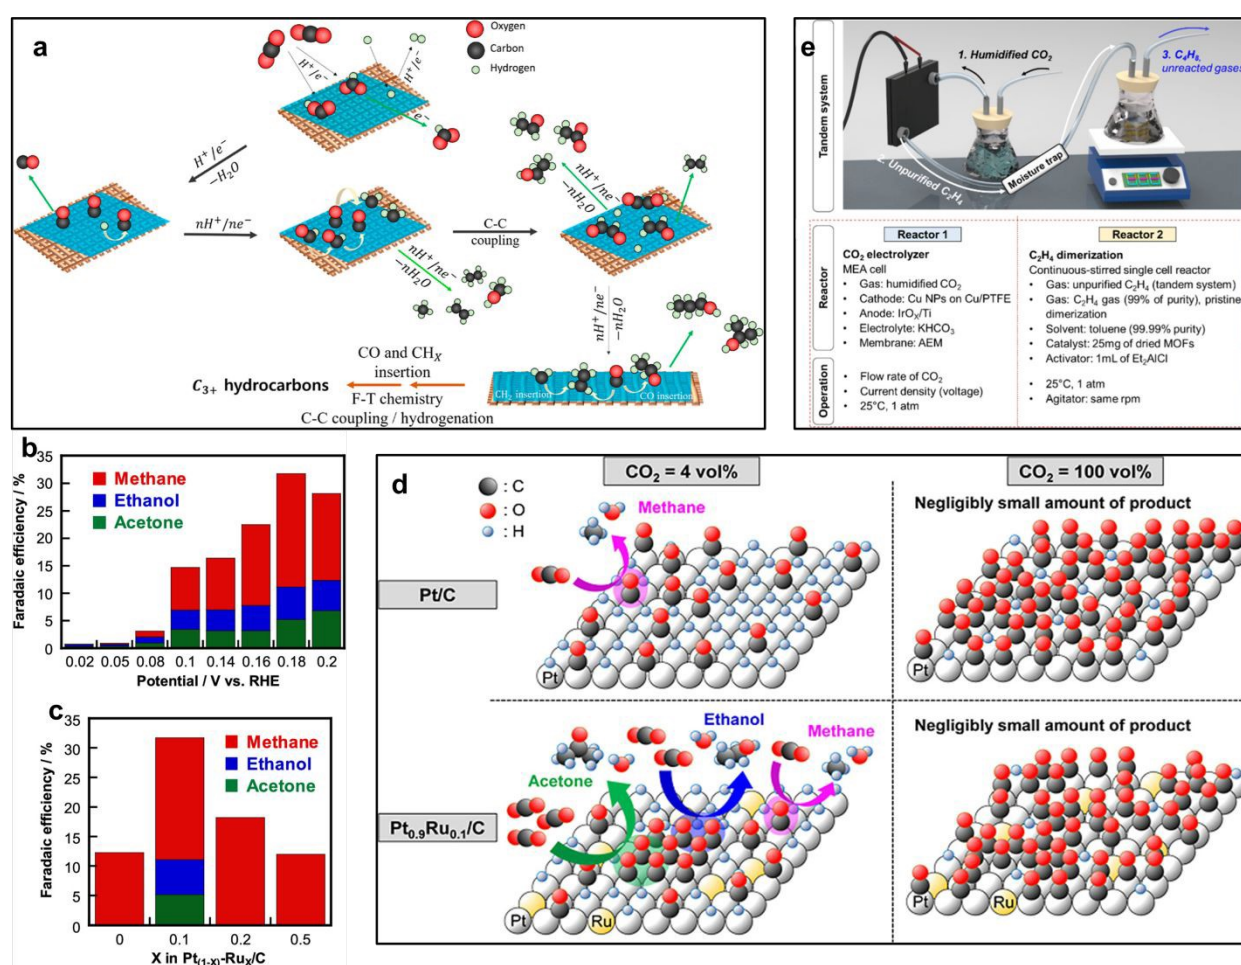 a
Oxygen
Carbon
Hydrogen
H⁺/e⁻
H⁺/e⁻
H⁺/e⁻
e⁻
H⁺/e⁻
−H₂O
nH⁺/ne⁻
nH⁺/ne⁻
−nH₂O
C-C
coupling
nH⁺/ne⁻
−nH₂O
nH⁺/ne⁻
−nH₂O
CO and CHX
insertion
C₃₊ hydrocarbons
F-T chemistry
C-C coupling / hydrogenation
CH₂ insertion
CO insertion
e
Tandem system
1. Humidified CO₂
2. Unpurified C₂H₄
Moisture trap
3. C₄H₈,
unreacted gases
Reactor
Reactor 1
CO₂ electrolyzer
MEA cell
• Gas: humidified CO₂
• Cathode: Cu NPs on Cu/PTFE
• Anode: IrOX/Ti
• Electrolyte: KHCO₃
• Membrane: AEM
Reactor 2
C₂H₄ dimerization
Continuous-stirred single cell reactor
• Gas: unpurified C₂H₄ (tandem system)
• Gas: C₂H₄ gas (99% of purity), pristine
dimerization
• Solvent: toluene (99.99% purity)
• Catalyst: 25mg of dried MOFs
• Activator: 1mL of Et₂AlCl
Operation
• Flow rate of CO₂
• Current density (voltage)
• 25°C, 1 atm
• 25°C, 1 atm
• Agitator: same rpm
b
Faradaic efficiency / %
35
30
25
20
15
10
5
0
Methane
Ethanol
Acetone
0.02 0.05 0.08 0.1 0.14 0.16 0.18 0.2
Potential / V vs. RHE
c
Faradaic efficiency / %
35
30
25
20
15
10
5
0
Methane
Ethanol
Acetone
0 0.1 0.2 0.5
X in Pt(1-X)-RuX/C
d
CO₂ = 4 vol%
CO₂ = 100 vol%
: C
: O
: H
Methane
Negligibly small amount of product
Pt/C
Pt
Pt
Acetone
Ethanol
Methane
Negligibly small amount of product
Pt₀.₉Ru₀.₁/C
Pt
Ru
Pt
Ru